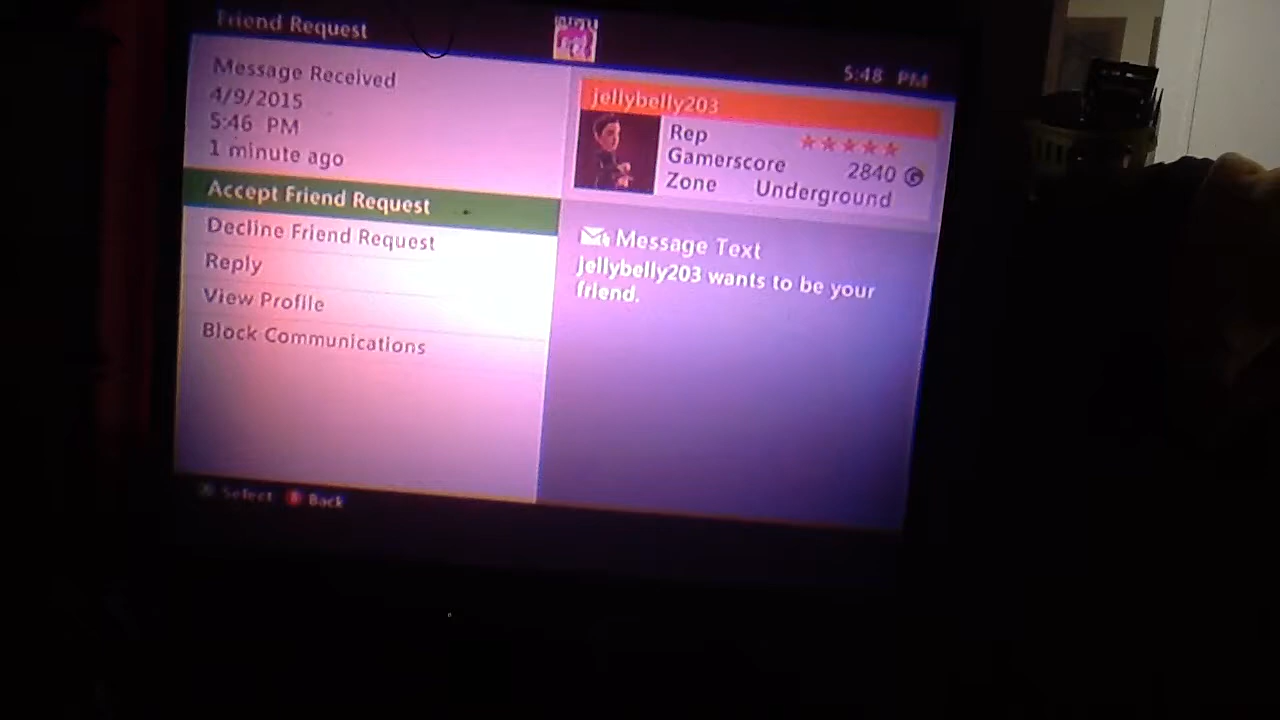 Friend Request
5:48 PM
Message Received
4/9/2015
5:46 PM
1 minute ago
Accept Friend Request
Decline Friend Request
Reply
View Profile
Block Communications
jellybelly203
Rep
Gamerscore 2840 G
Zone Underground
Message Text
jellybelly203 wants to be your
friend.
Select Back